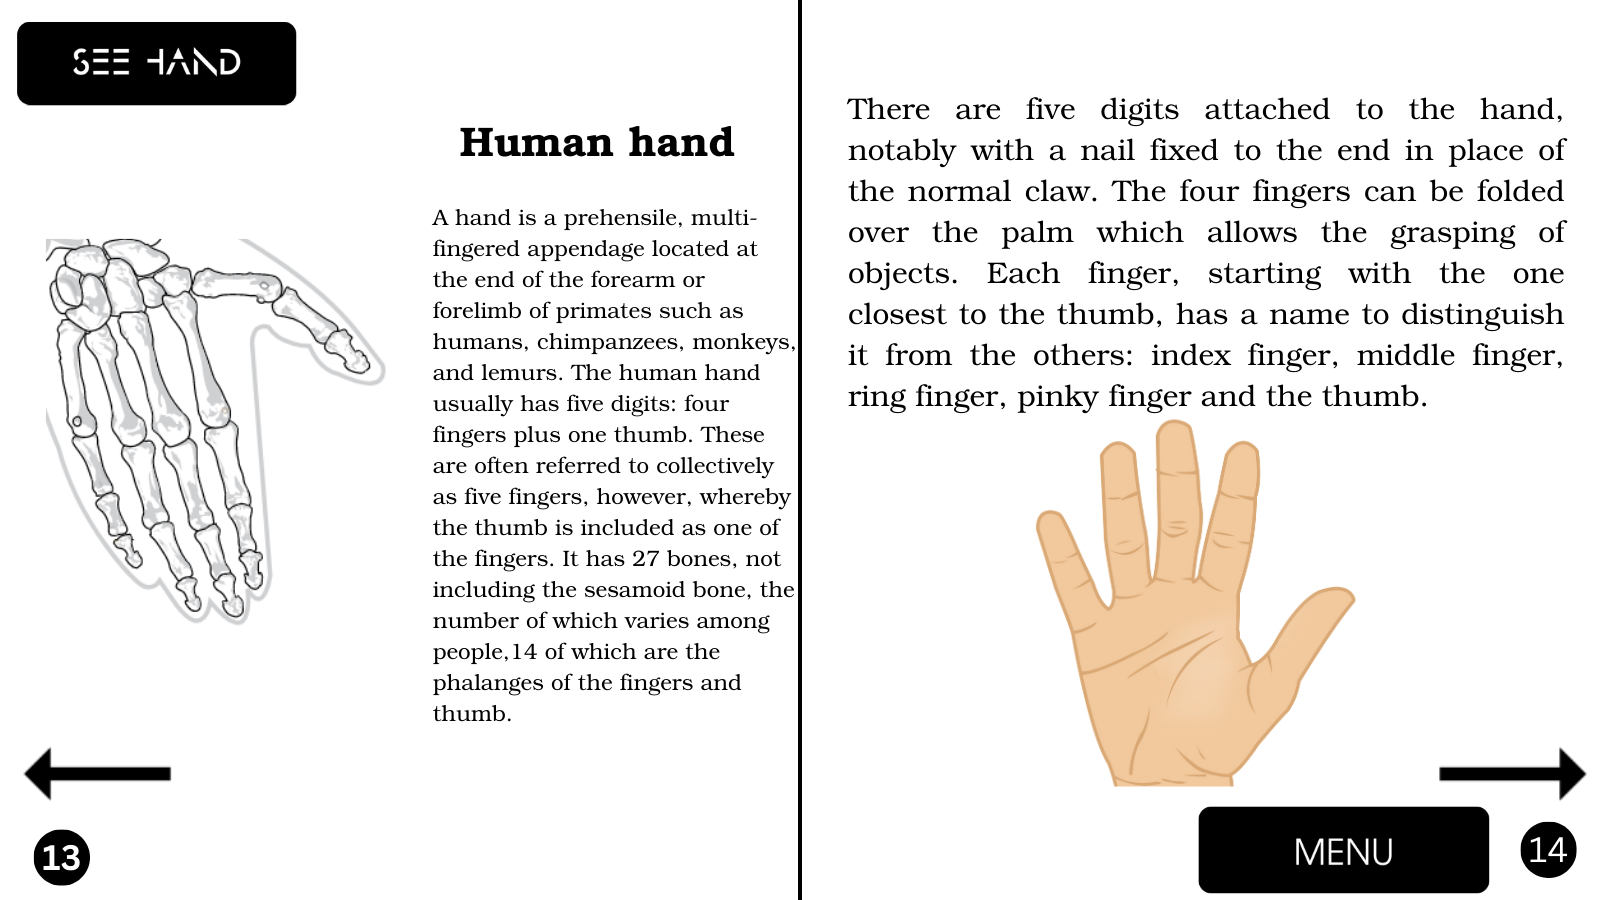 SEE HAND
Human hand
A hand is a prehensile, multi-
fingered appendage located at
the end of the forearm or
forelimb of primates such as
humans, chimpanzees, monkeys,
and lemurs. The human hand
usually has five digits: four
fingers plus one thumb. These
are often referred to collectively
as five fingers, however, whereby
the thumb is included as one of
the fingers. It has 27 bones, not
including the sesamoid bone, the
number of which varies among
people,14 of which are the
phalanges of the fingers and
thumb.
13
There are five digits attached to the hand,
notably with a nail fixed to the end in place of
the normal claw. The four fingers can be folded
over the palm which allows the grasping of
objects. Each finger, starting with the one
closest to the thumb, has a name to distinguish
it from the others: index finger, middle finger,
ring finger, pinky finger and the thumb.
MENU
14